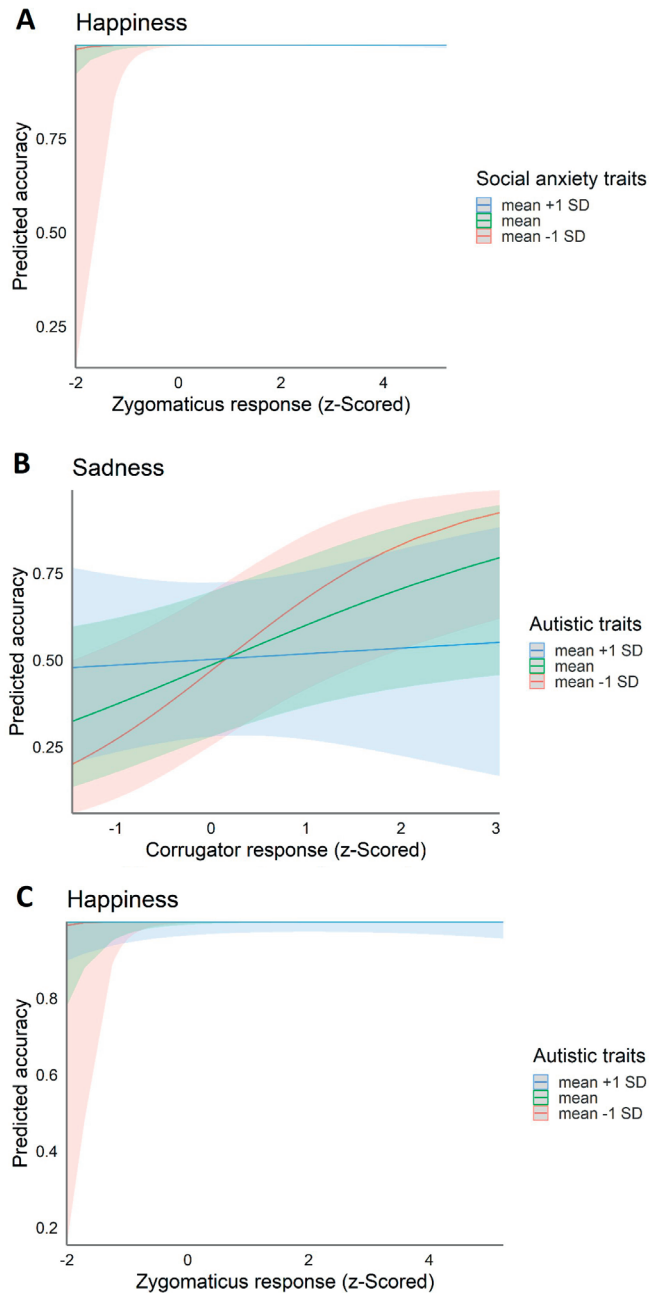 A
Happiness
0.75
0.50
0.25
Predicted accuracy
-2 0 2 4
Zygomaticus response (z-Scored)
Social anxiety traits
mean +1 SD
mean
mean -1 SD
B
Sadness
0.75
0.50
0.25
Predicted accuracy
-1 0 1 2 3
Corrugator response (z-Scored)
Autistic traits
mean +1 SD
mean
mean -1 SD
C
Happiness
0.8
0.6
0.4
0.2
Predicted accuracy
-2 0 2 4
Zygomaticus response (z-Scored)
Autistic traits
mean +1 SD
mean
mean -1 SD